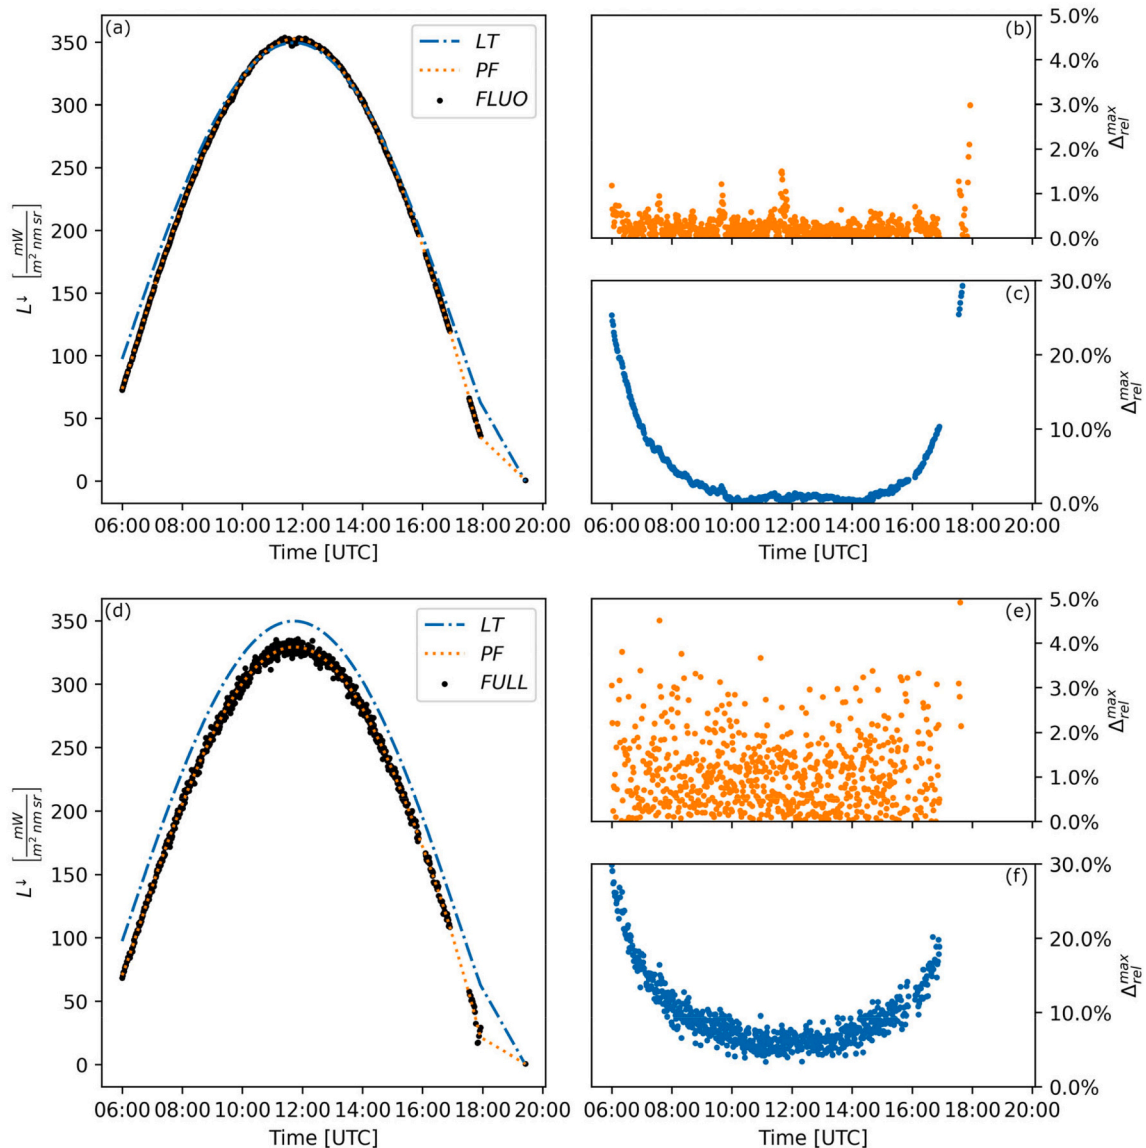 (a)
LT
PF
FLUO
350
300
250
200
150
100
50
0
L↓ [mW / m² nm sr]
06:00 08:00 10:00 12:00 14:00 16:00 18:00 20:00
Time [UTC]
(b)
5.0%
4.0%
3.0%
2.0%
1.0%
0.0%
Δ_rel^max
(c)
30.0%
20.0%
10.0%
0.0%
Δ_rel^max
06:00 08:00 10:00 12:00 14:00 16:00 18:00 20:00
Time [UTC]
(d)
LT
PF
FULL
350
300
250
200
150
100
50
0
L↓ [mW / m² nm sr]
06:00 08:00 10:00 12:00 14:00 16:00 18:00 20:00
Time [UTC]
(e)
5.0%
4.0%
3.0%
2.0%
1.0%
0.0%
Δ_rel^max
(f)
30.0%
20.0%
10.0%
0.0%
Δ_rel^max
06:00 08:00 10:00 12:00 14:00 16:00 18:00 20:00
Time [UTC]